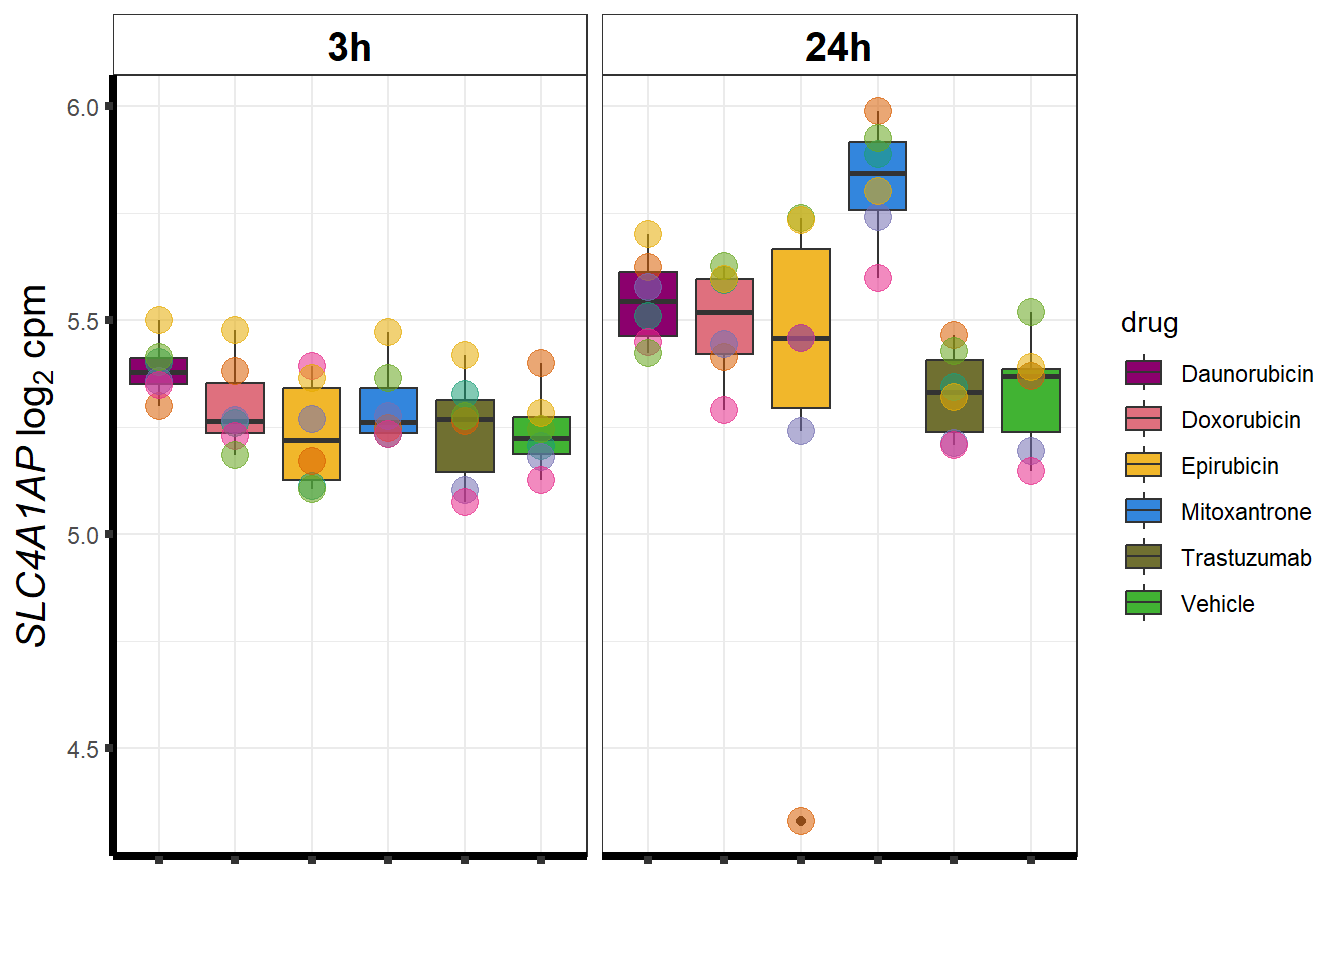 3h
24h
6.0
5.5
5.0
4.5
SLC4A1AP log₂ cpm
drug
Daunorubicin
Doxorubicin
Epirubicin
Mitoxantrone
Trastuzumab
Vehicle